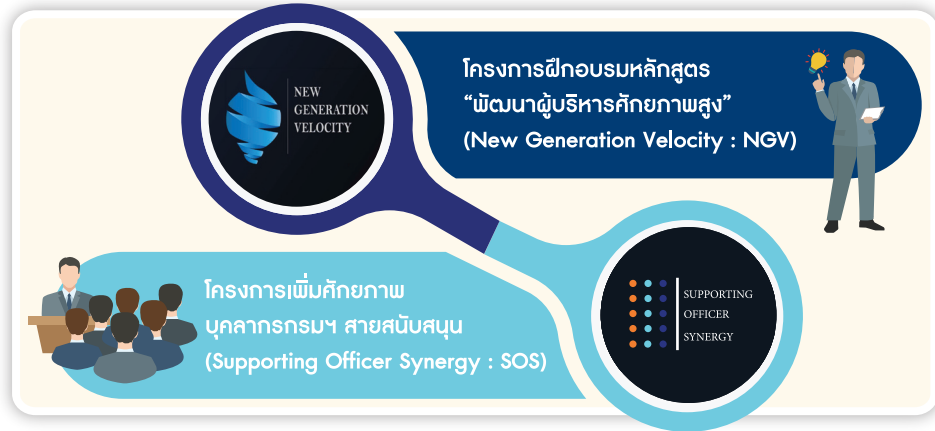 NEW
GENERATION
VELOCITY
โครงการฝึกอบรมหลักสูตร
“พัฒนาผู้บริหารศักยภาพสูง”
(New Generation Velocity : NGV)
โครงการเพิ่มศักยภาพ
บุคลากรกรมฯ สายสนับสนุน
(Supporting Officer Synergy : SOS)
SUPPORTING
OFFICER
SYNERGY